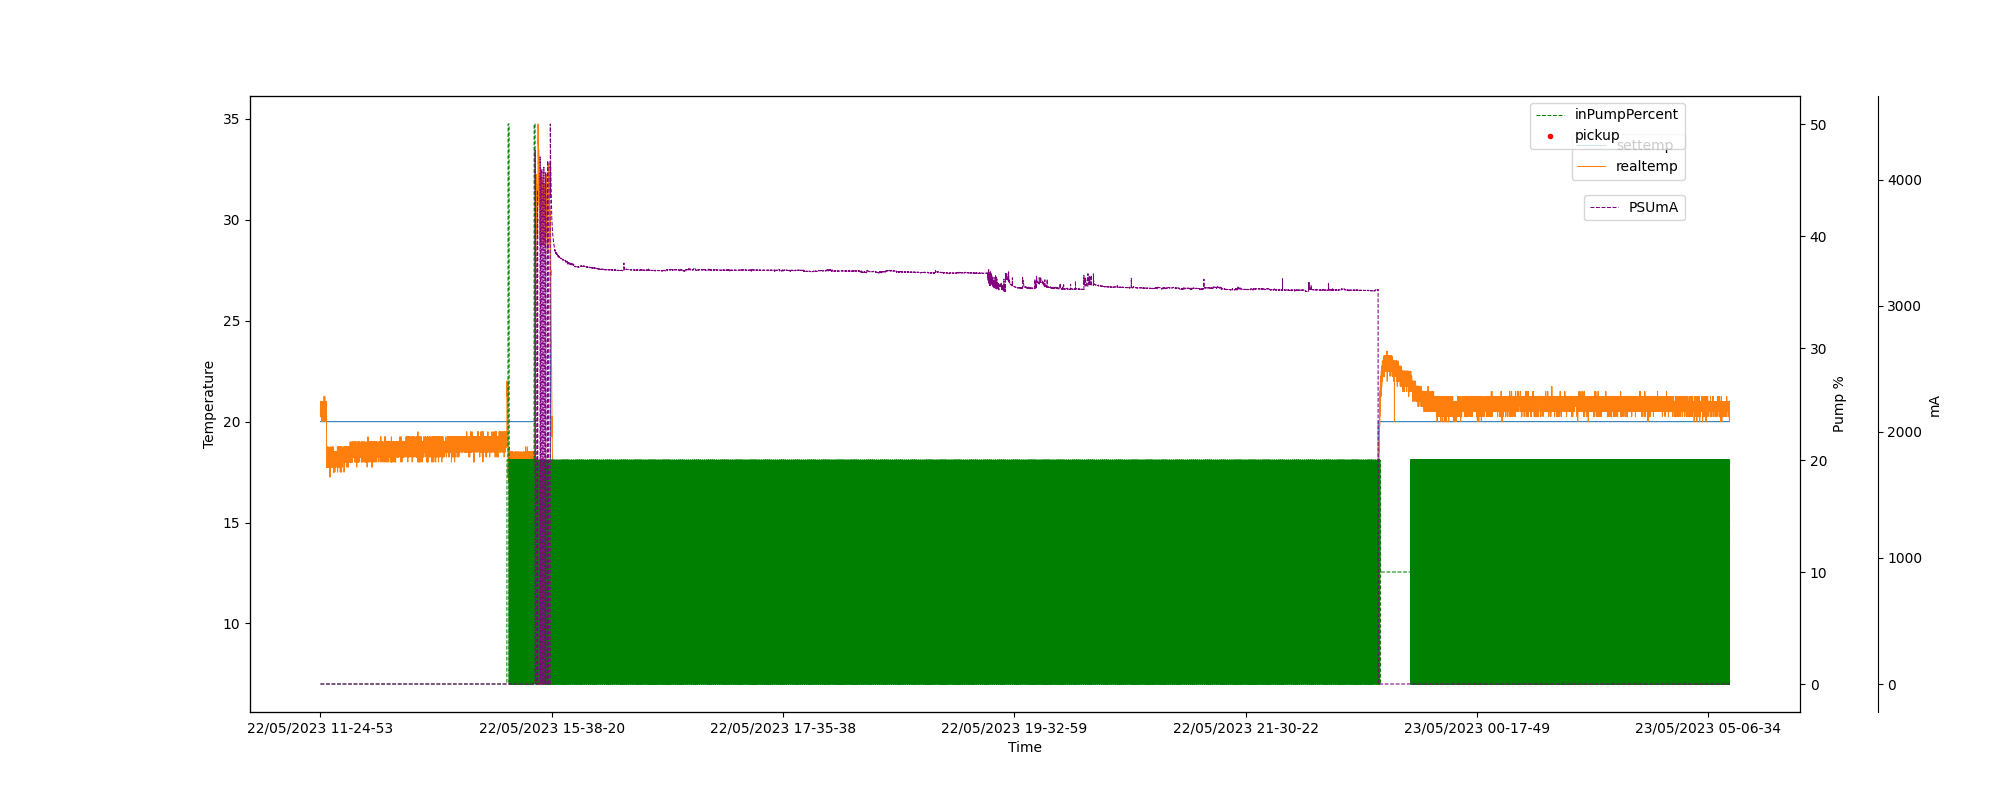 inPumpPercent
pickup
settemp
realtemp
PSUmA
35
30
25
20
15
10
Temperature
50
40
30
20
10
0
Pump %
4000
3000
2000
1000
0
mA
22/05/2023 11-24-53
22/05/2023 15-38-20
22/05/2023 17-35-38
22/05/2023 19-32-59
22/05/2023 21-30-22
23/05/2023 00-17-49
23/05/2023 05-06-34
Time